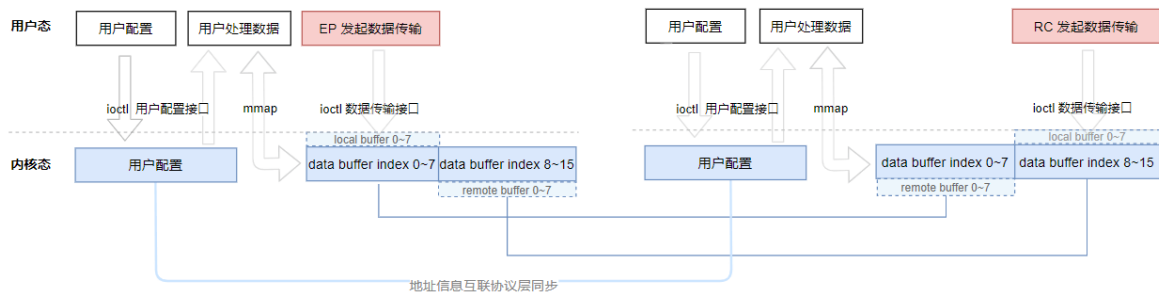 用户态
用户配置
用户处理数据
EP 发起数据传输
用户配置
用户处理数据
RC 发起数据传输
ioctl 用户配置接口
mmap
ioctl 数据传输接口
ioctl 用户配置接口
mmap
ioctl 数据传输接口
local buffer 0~7
local buffer 0~7
内核态
用户配置
data buffer index 0~7
data buffer index 8~15
用户配置
data buffer index 0~7
data buffer index 8~15
remote buffer 0~7
remote buffer 0~7
地址信息互联协议层同步